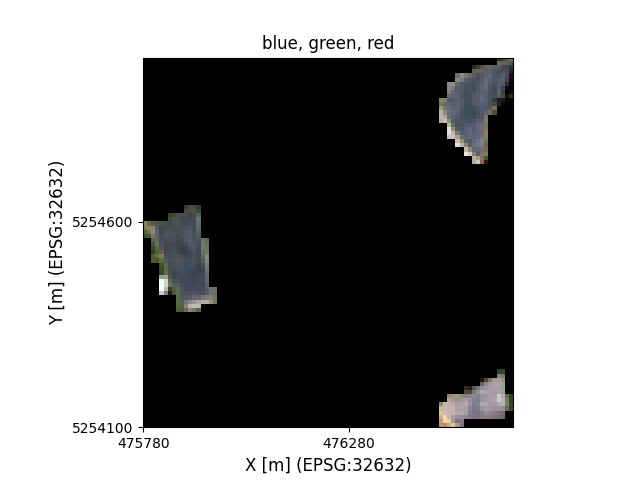 blue, green, red
Y [m] (EPSG:32632)
5254600
5254100
475780
476280
X [m] (EPSG:32632)